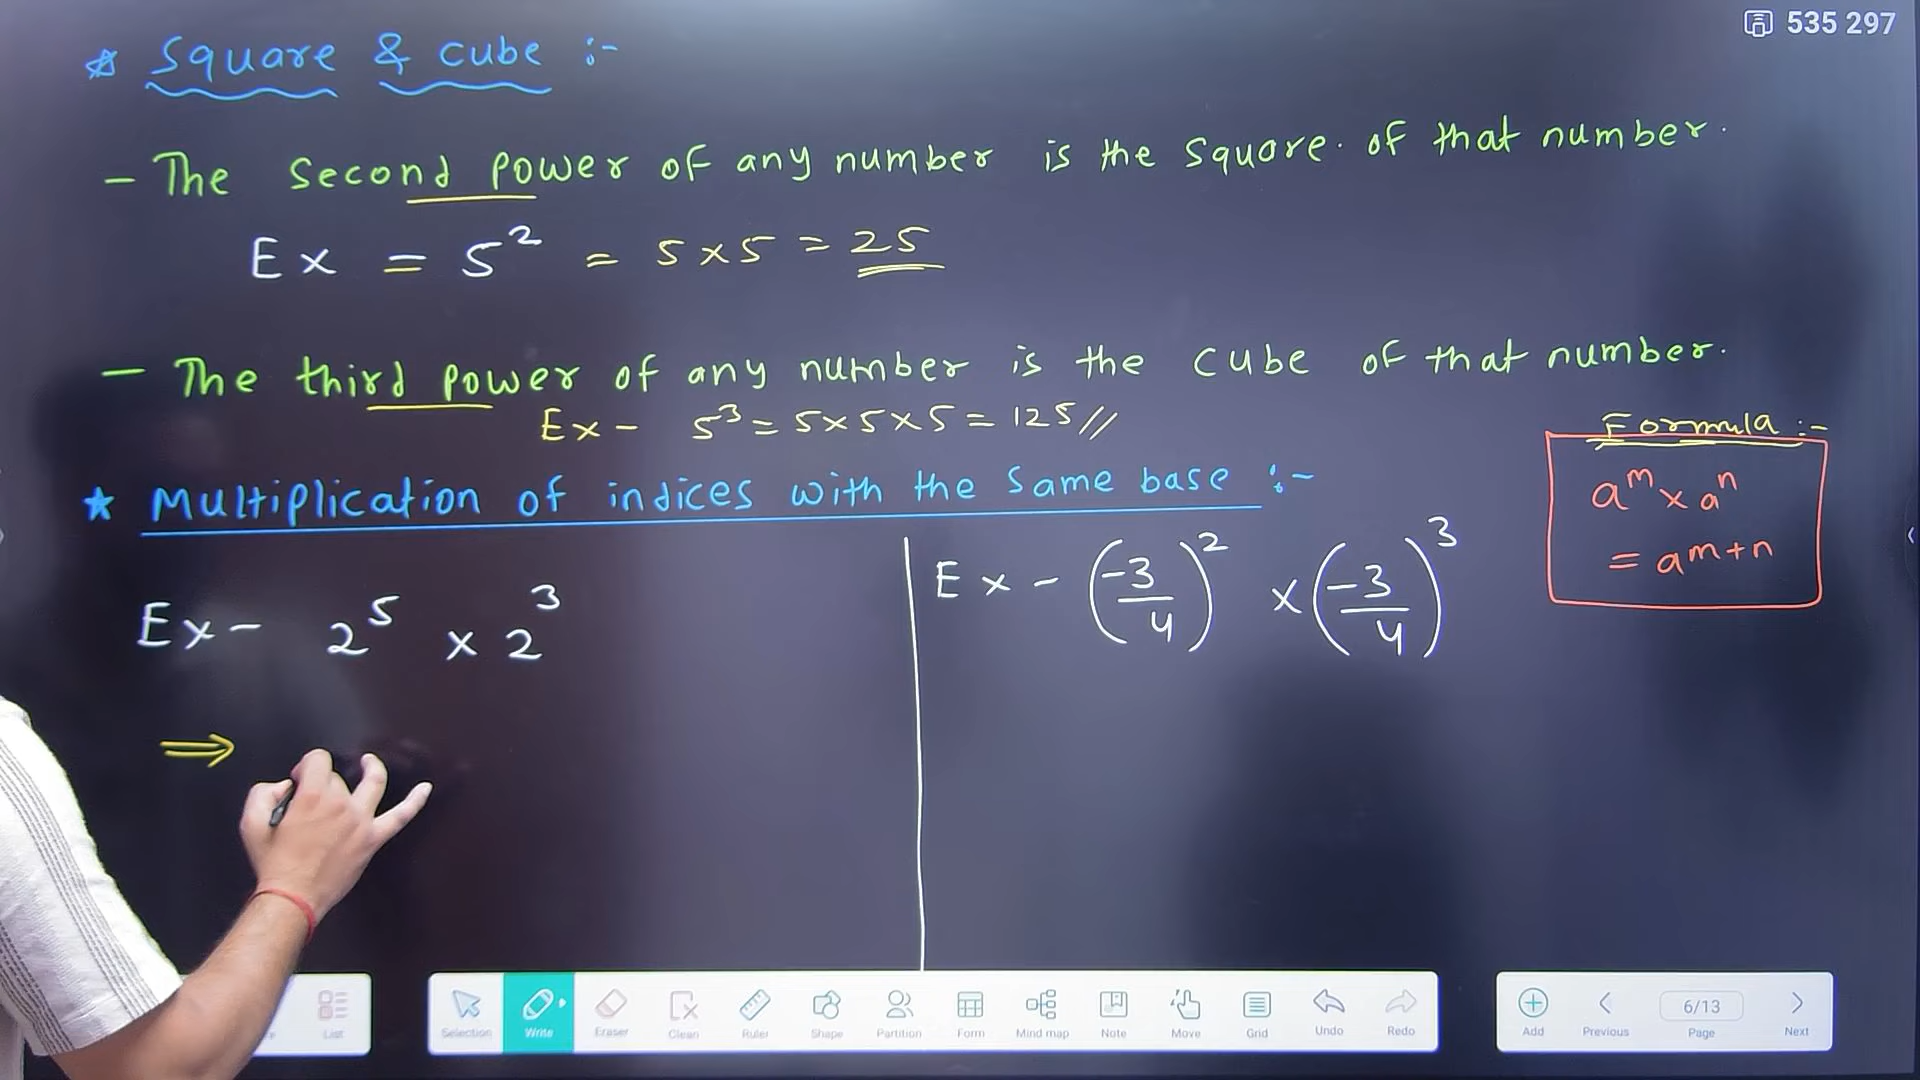 535 297
* Square & cube :-
- The second power of any number is the square. of that number.
Ex = 5² = 5 x 5 = 25
- The third power of any number is the cube of that number.
Ex - 5³ = 5 x 5 x 5 = 125 //
Formula :-
aᵐ x aⁿ
= am+n
★ Multiplication of indices with the same base :-
Ex - 2⁵ x 2³
⇒
Ex - (-3/4)² x (-3/4)³
List
Selection Write Eraser Clean Ruler Shape Partition Form Mind map Note Move Grid Undo Redo
Add Previous 6/13 Page Next